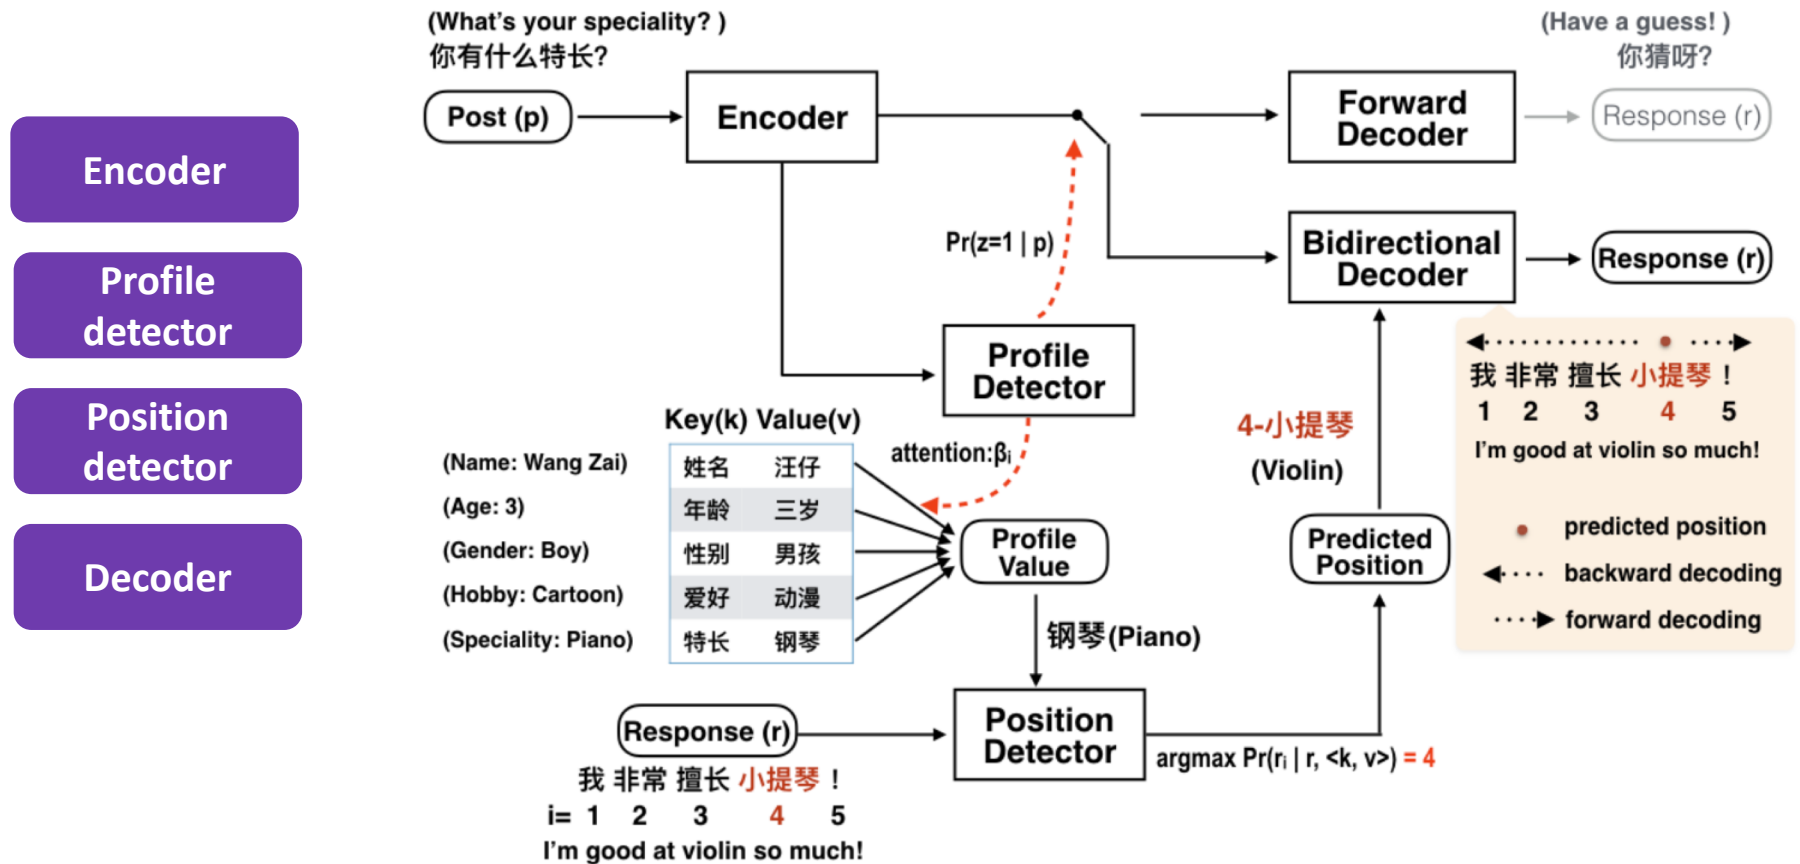 Encoder
Profile
detector
Position
detector
Decoder
(What's your speciality? )
你有什么特长?
Post (p)
Encoder
(Have a guess! )
你猜呀?
Forward
Decoder
Response (r)
Pr(z=1 | p)
Bidirectional
Decoder
Response (r)
Profile
Detector
Key(k) Value(v)
attention:βi
(Name: Wang Zai) 姓名 汪仔
(Age: 3) 年龄 三岁
(Gender: Boy) 性别 男孩
(Hobby: Cartoon) 爱好 动漫
(Speciality: Piano) 特长 钢琴
Profile
Value
钢琴(Piano)
4-小提琴
(Violin)
Predicted
Position
我 非常 擅长 小提琴 !
1 2 3 4 5
I'm good at violin so much!
predicted position
backward decoding
forward decoding
Response (r)
Position
Detector
argmax Pr(ri | r, <k, v>) = 4
我 非常 擅长 小提琴 !
i= 1 2 3 4 5
I'm good at violin so much!